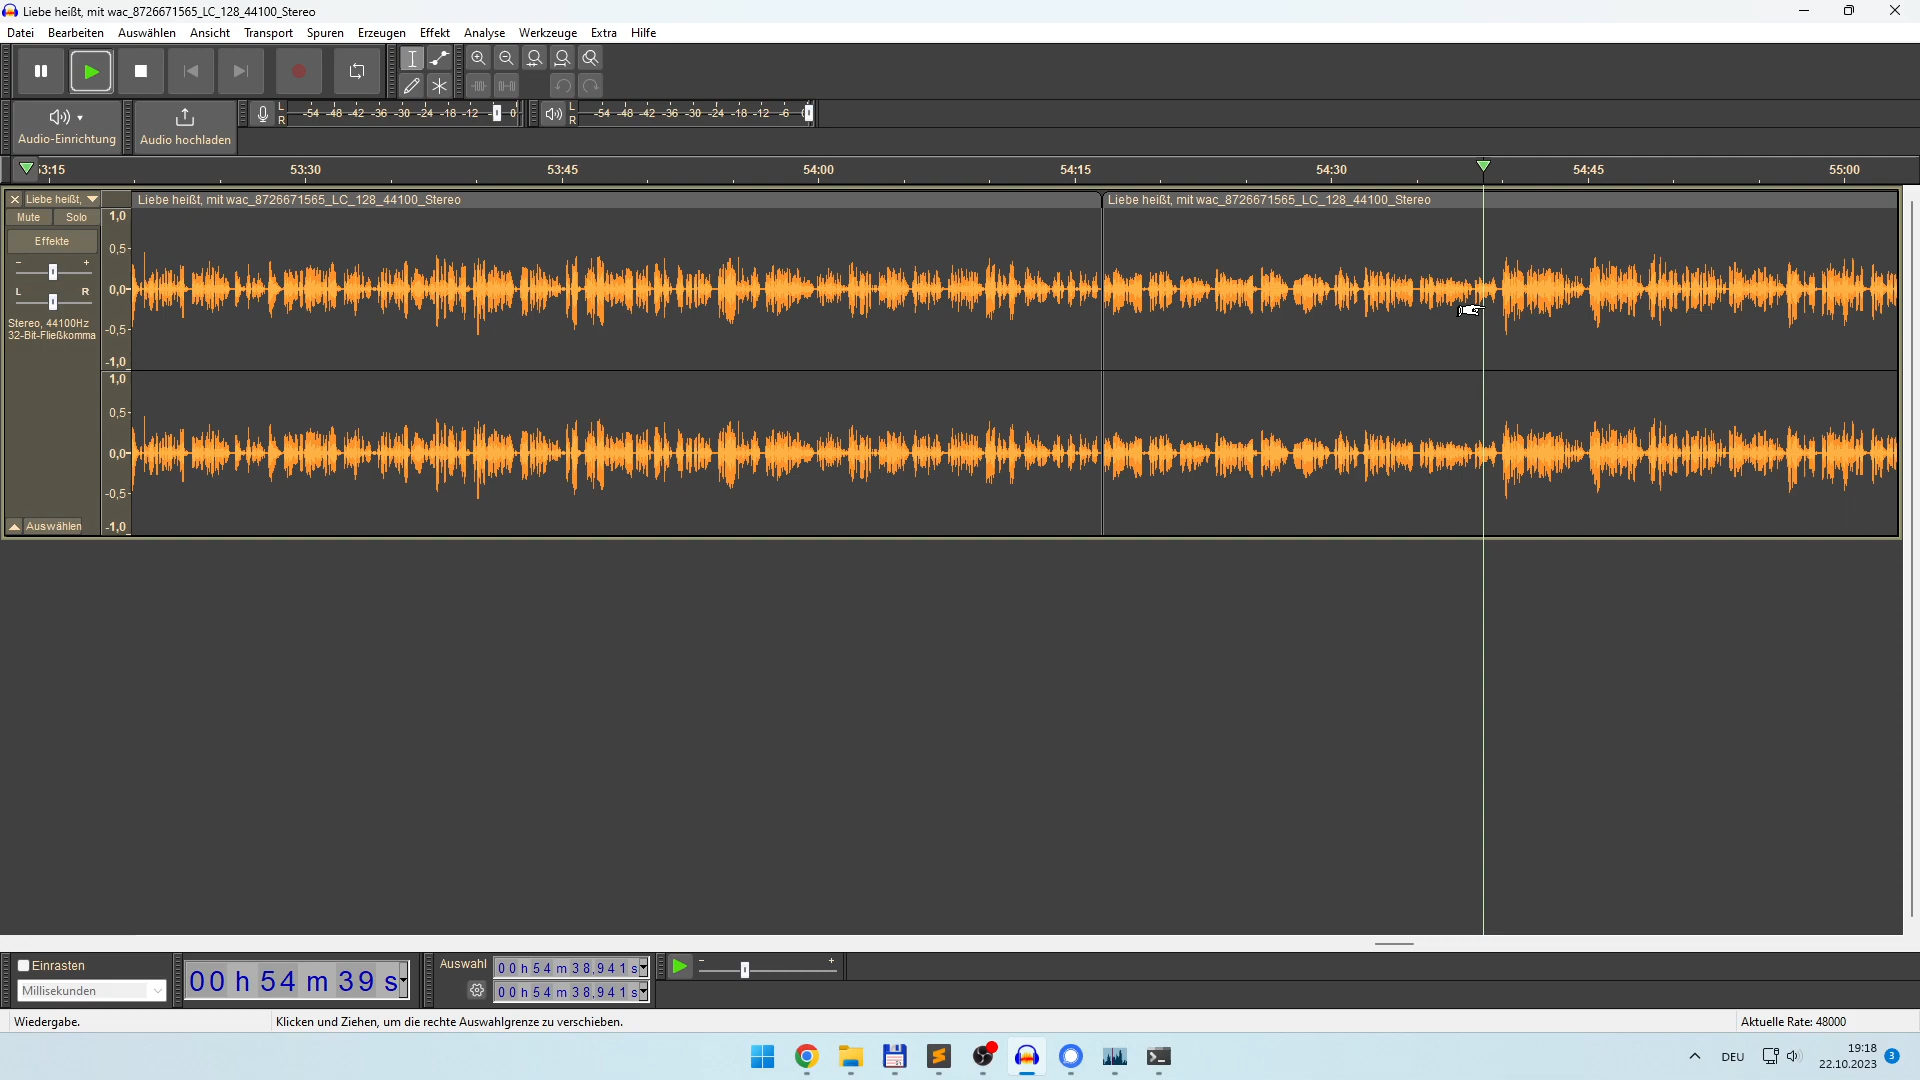 Liebe heißt, mit wac_8726671565_LC_128_44100_Stereo
Datei Bearbeiten Auswählen Ansicht Transport Spuren Erzeugen Effekt Analyse Werkzeuge Extra Hilfe
L
R
-54 -48 -42 -36 -30 -24 -18 -12 -6 0
L
R
-54 -48 -42 -36 -30 -24 -18 -12 -6 0
Audio-Einrichtung
Audio hochladen
3:15 53:30 53:45 54:00 54:15 54:30 54:45 55:00
Liebe heißt,
Liebe heißt, mit wac_8726671565_LC_128_44100_Stereo
Liebe heißt, mit wac_8726671565_LC_128_44100_Stereo
Mute Solo
Effekte
- +
L R
Stereo, 44100Hz
32-Bit-Fließkomma
Auswählen
1,0
0,5
0,0
-0,5
-1,0
1,0
0,5
0,0
-0,5
-1,0
Einrasten
Millisekunden
00 h 54 m 39 s
Auswahl
00 h 54 m 38,941 s
00 h 54 m 38,941 s
- +
Wiedergabe.
Klicken und Ziehen, um die rechte Auswahlgrenze zu verschieben.
Aktuelle Rate: 48000
DEU
19:18
22.10.2023
3